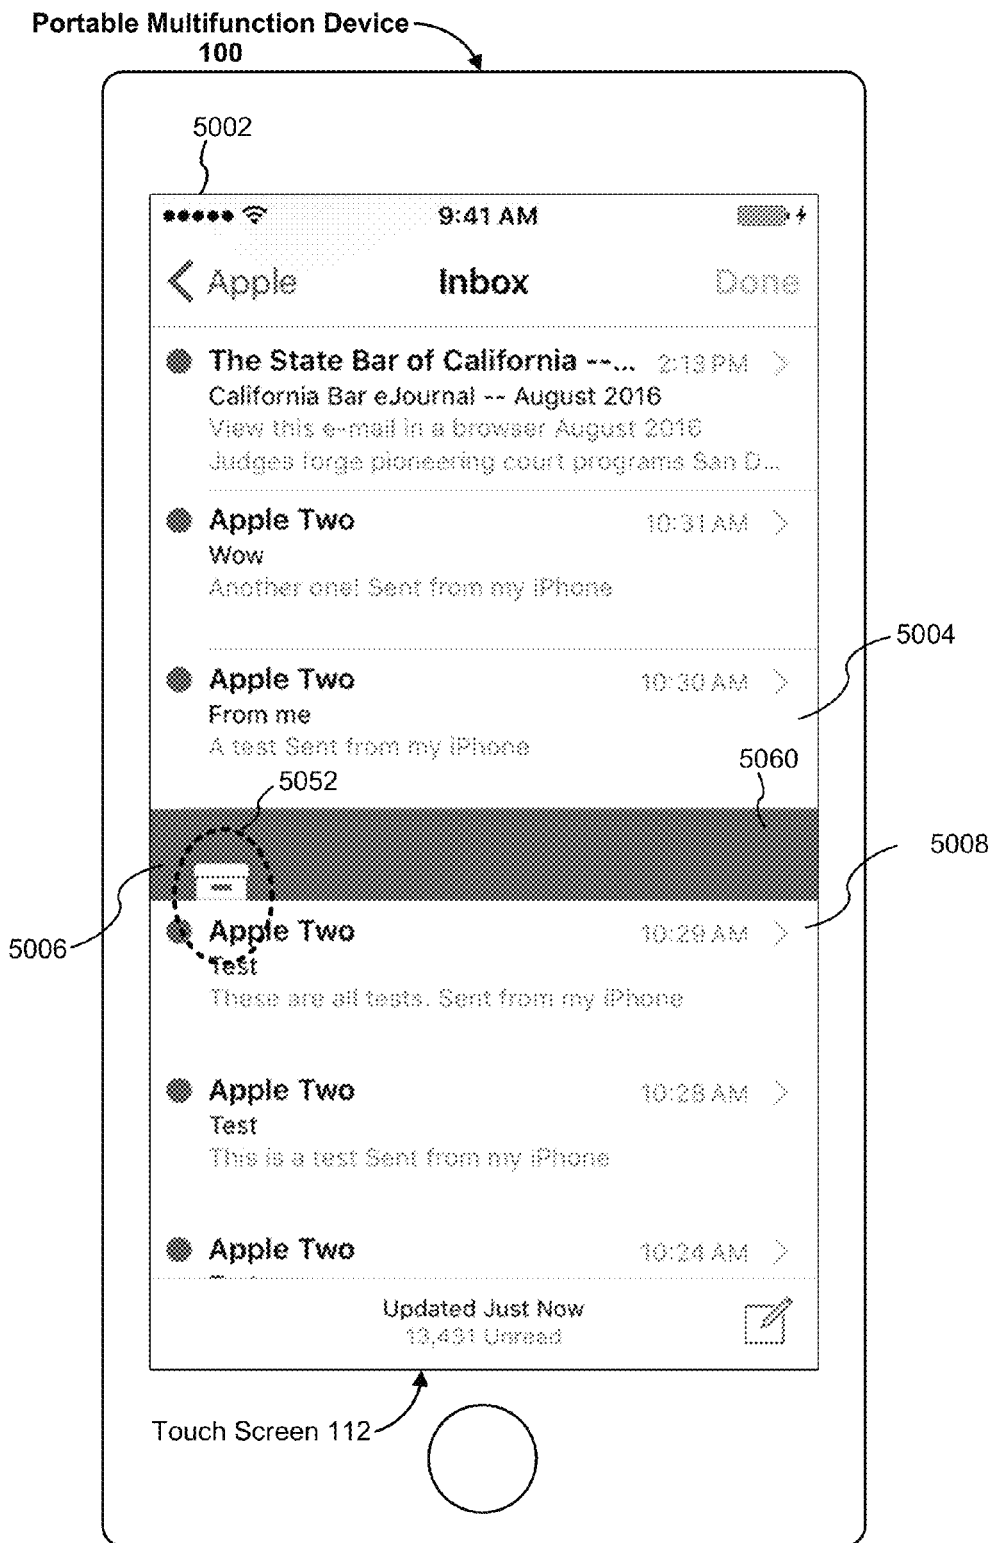 Portable Multifunction Device
100
5002
9:41 AM
Apple
Inbox
Done
The State Bar of California --... 2:13 PM
California Bar eJournal -- August 2016
View this e-mail in a browser August 2016
Judges forge pioneering court programs San D...
Apple Two 10:31 AM
Wow
Another one! Sent from my iPhone
5004
Apple Two 10:30 AM
From me
A test Sent from my iPhone
5060
5052
5008
5006
Apple Two 10:29 AM
Test
These are all tests. Sent from my iPhone
Apple Two 10:28 AM
Test
This is a test Sent from my iPhone
Apple Two 10:24 AM
Updated Just Now
13,431 Unread
Touch Screen 112